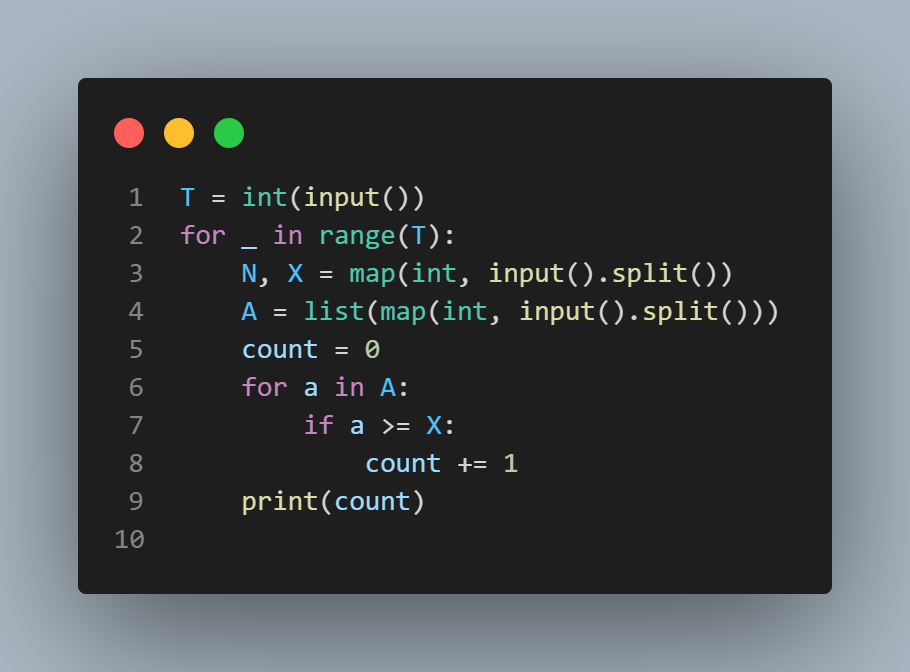 1 T = int(input())
2 for _ in range(T):
3     N, X = map(int, input().split())
4     A = list(map(int, input().split()))
5     count = 0
6     for a in A:
7         if a >= X:
8             count += 1
9     print(count)
10